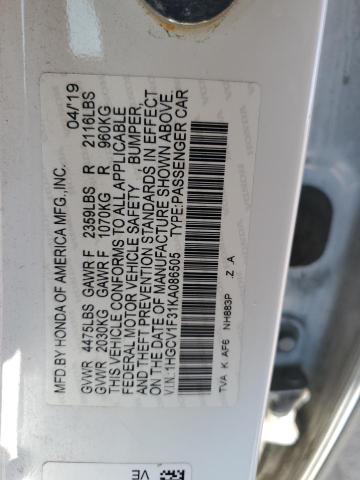 MFD BY HONDA OF AMERICA MFG.,INC. 04/19
GVWR 4475LBS GAWR F 2359LBS R 2116LBS
GVWR 2030KG GAWR F 1070KG R 960KG
THIS VEHICLE CONFORMS TO ALL APPLICABLE
FEDERAL MOTOR VEHICLE SAFETY BUMPER,
AND THEFT PREVENTION STANDARDS IN EFFECT
ON THE DATE OF MANUFACTURE SHOWN ABOVE.
V.I.N.:1HGCV1F31KA086505 TYPE:PASSENGER CAR
TVA K AF6 NH883P Z A
VE